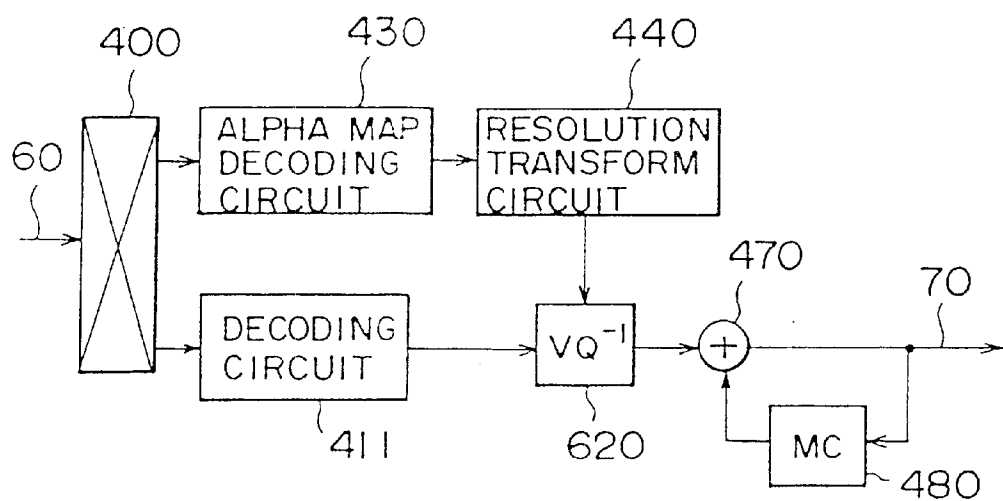 400
430
440
60
ALPHA MAP
DECODING
CIRCUIT
RESOLUTION
TRANSFORM
CIRCUIT
470
70
DECODING
CIRCUIT
VQ⁻¹
+
411
620
MC
480